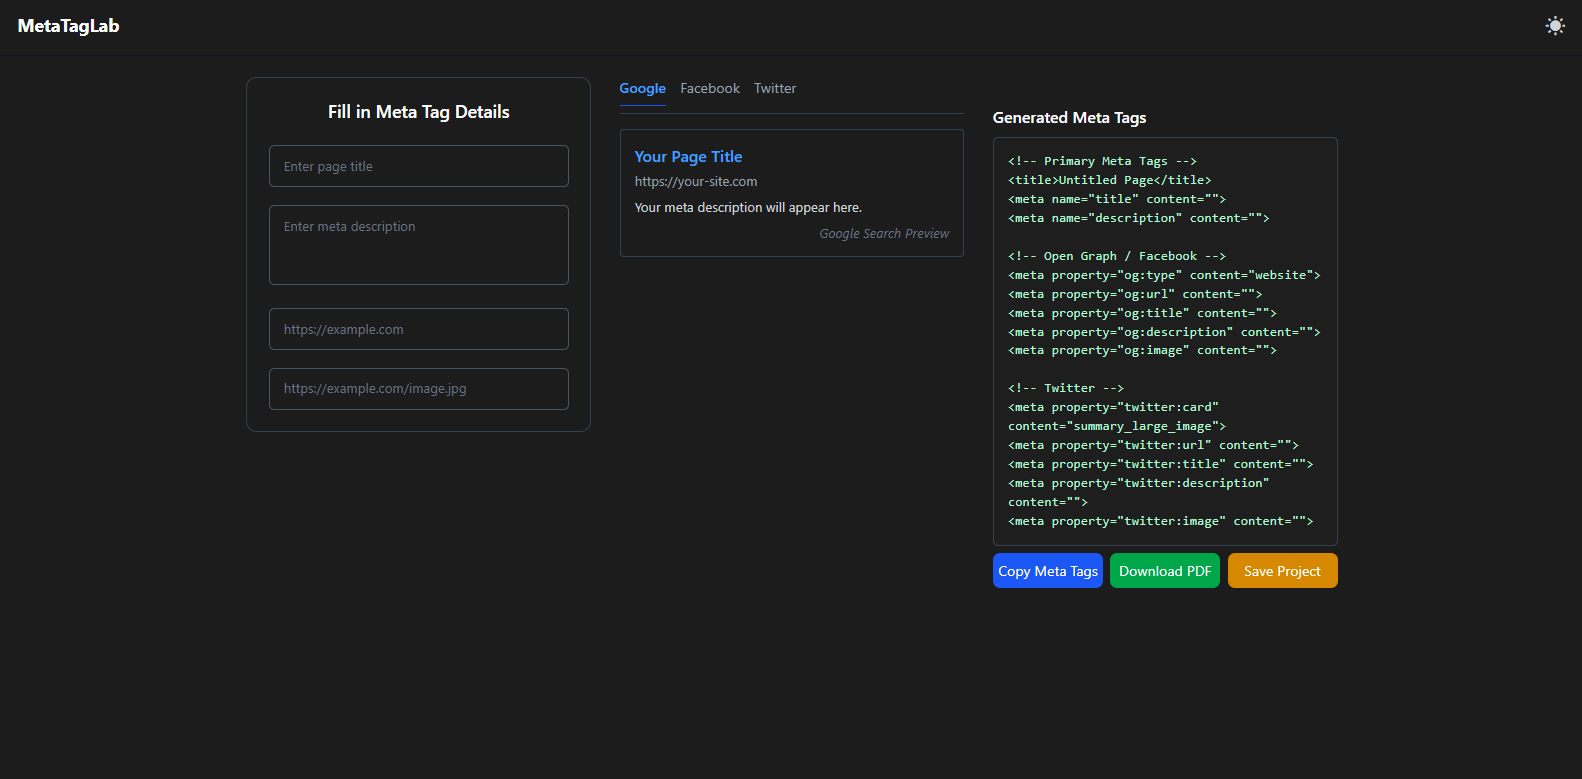 MetaTagLab
Fill in Meta Tag Details
Enter page title
Enter meta description
https://example.com
https://example.com/image.jpg
Google Facebook Twitter
Your Page Title
https://your-site.com
Your meta description will appear here.
Google Search Preview
Generated Meta Tags
<!-- Primary Meta Tags -->
<title>Untitled Page</title>
<meta name="title" content="">
<meta name="description" content="">
<!-- Open Graph / Facebook -->
<meta property="og:type" content="website">
<meta property="og:url" content="">
<meta property="og:title" content="">
<meta property="og:description" content="">
<meta property="og:image" content="">
<!-- Twitter -->
<meta property="twitter:card"
content="summary_large_image">
<meta property="twitter:url" content="">
<meta property="twitter:title" content="">
<meta property="twitter:description"
content="">
<meta property="twitter:image" content="">
Copy Meta Tags Download PDF Save Project